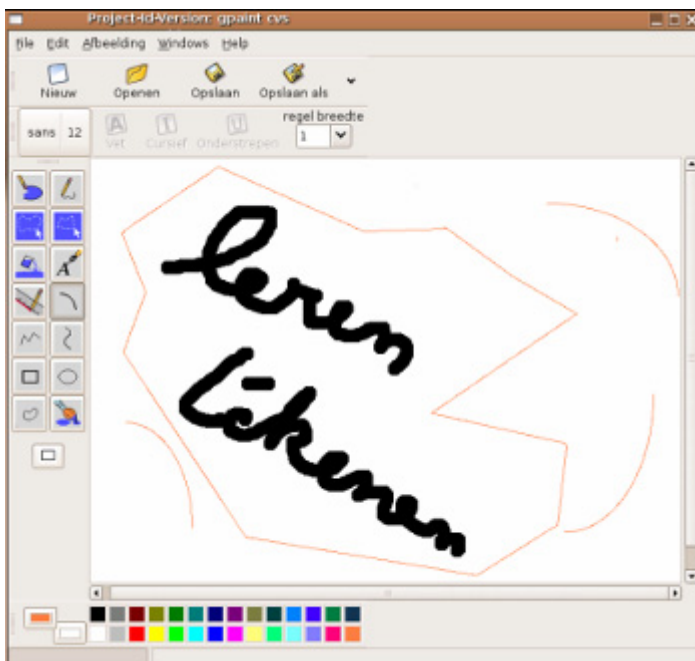 Project-Id-Version: gpaint cvs
File Edit Afbeelding Windows Help
Nieuw Openen Opslaan Opslaan als
sans 12 Vet Cursief Onderstrepen regel breedte 1
A
leren
tékenen